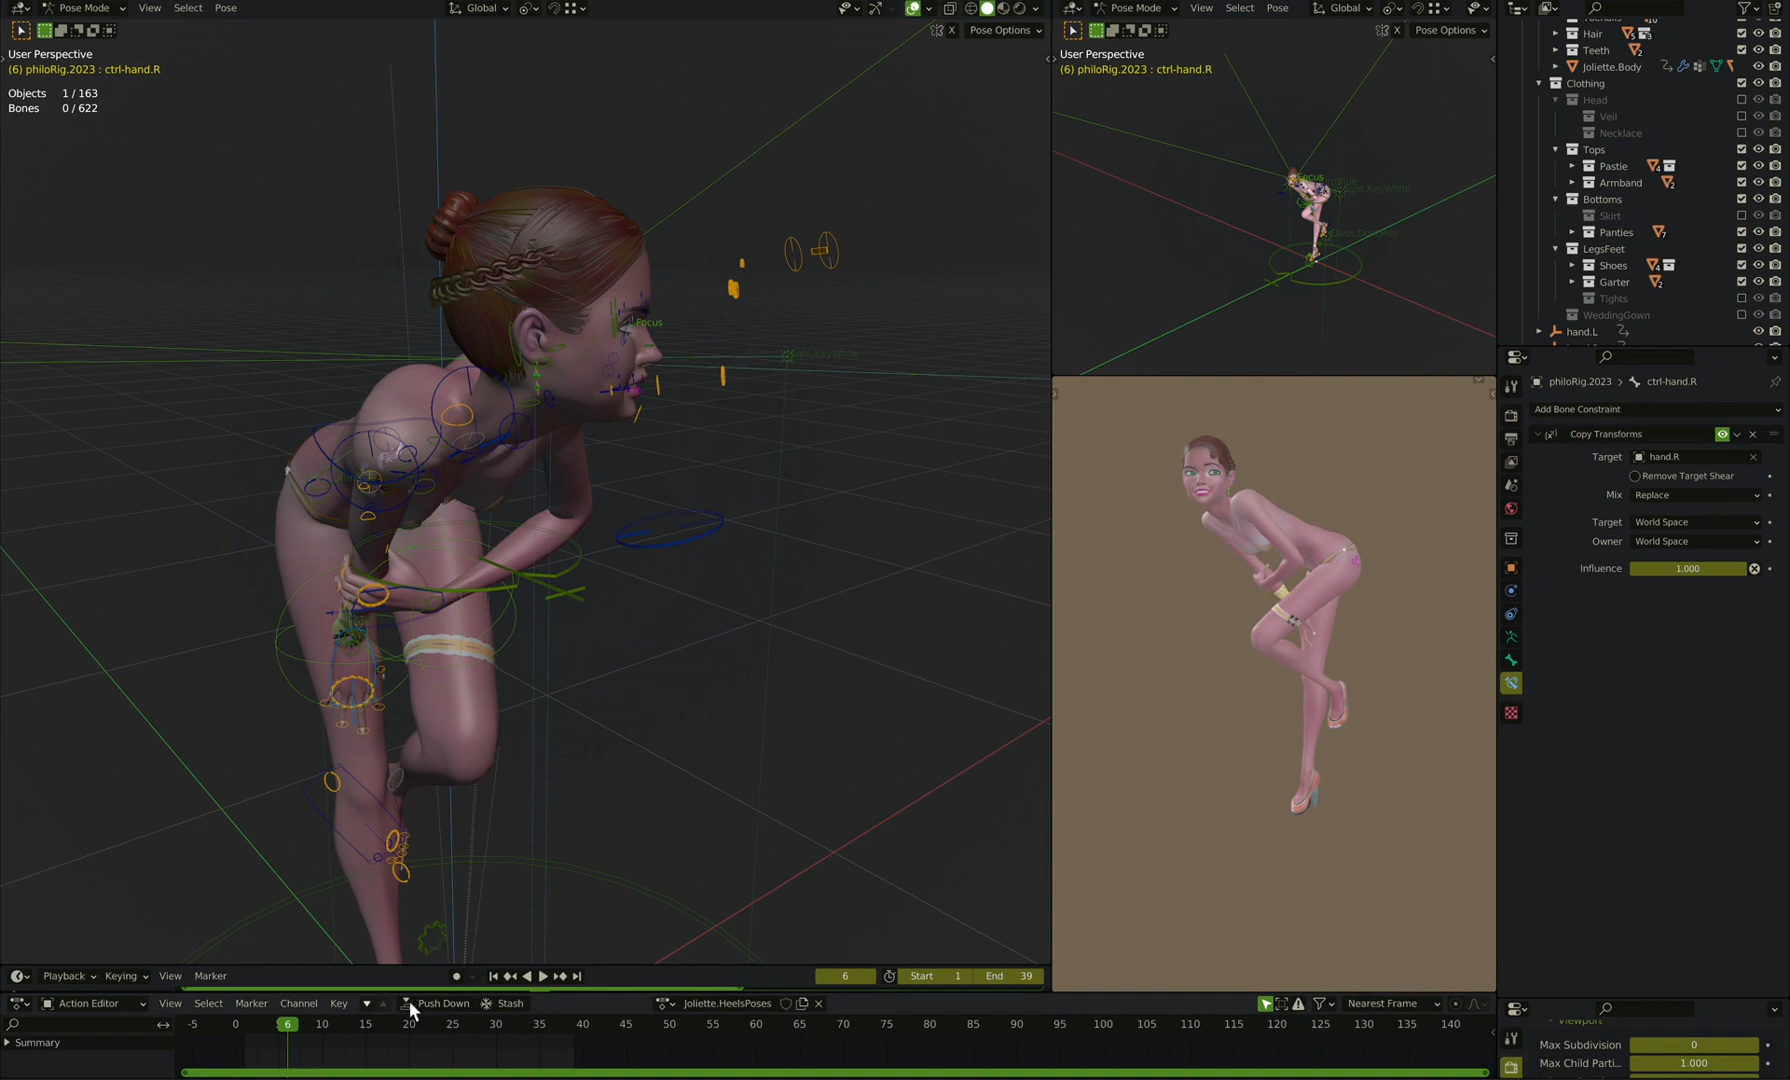 Pose Mode View Select Pose Global
X Pose Options
User Perspective
(6) philoRig.2023 : ctrl-hand.R
Objects 1 / 163
Bones 0 / 622
Focus
Light.KeyWhite
Pose Mode View Select Pose Global
X Pose Options
User Perspective
(6) philoRig.2023 : ctrl-hand.R
Focus
Hair
Teeth
Joliette.Body
Clothing
Head
Veil
Necklace
Tops
Pastie
Armband
Bottoms
Skirt
Panties
LegsFeet
Shoes
Garter
Tights
WeddingGown
hand.L
philoRig.2023 ctrl-hand.R
Add Bone Constraint
Copy Transforms
Target hand.R
Remove Target Shear
Mix Replace
Target World Space
Owner World Space
Influence 1.000
Playback Keying View Marker
6 Start 1 End 39
Action Editor View Select Marker Channel Key Push Down Stash Joliette.HeelsPoses Nearest Frame
-5 0 6 10 15 20 25 30 35 40 45 50 55 60 65 70 75 80 85 90 95 100 105 110 115 120 125 130 135 140
Summary
Viewport
Max Subdivision 0
Max Child Parti... 1.000